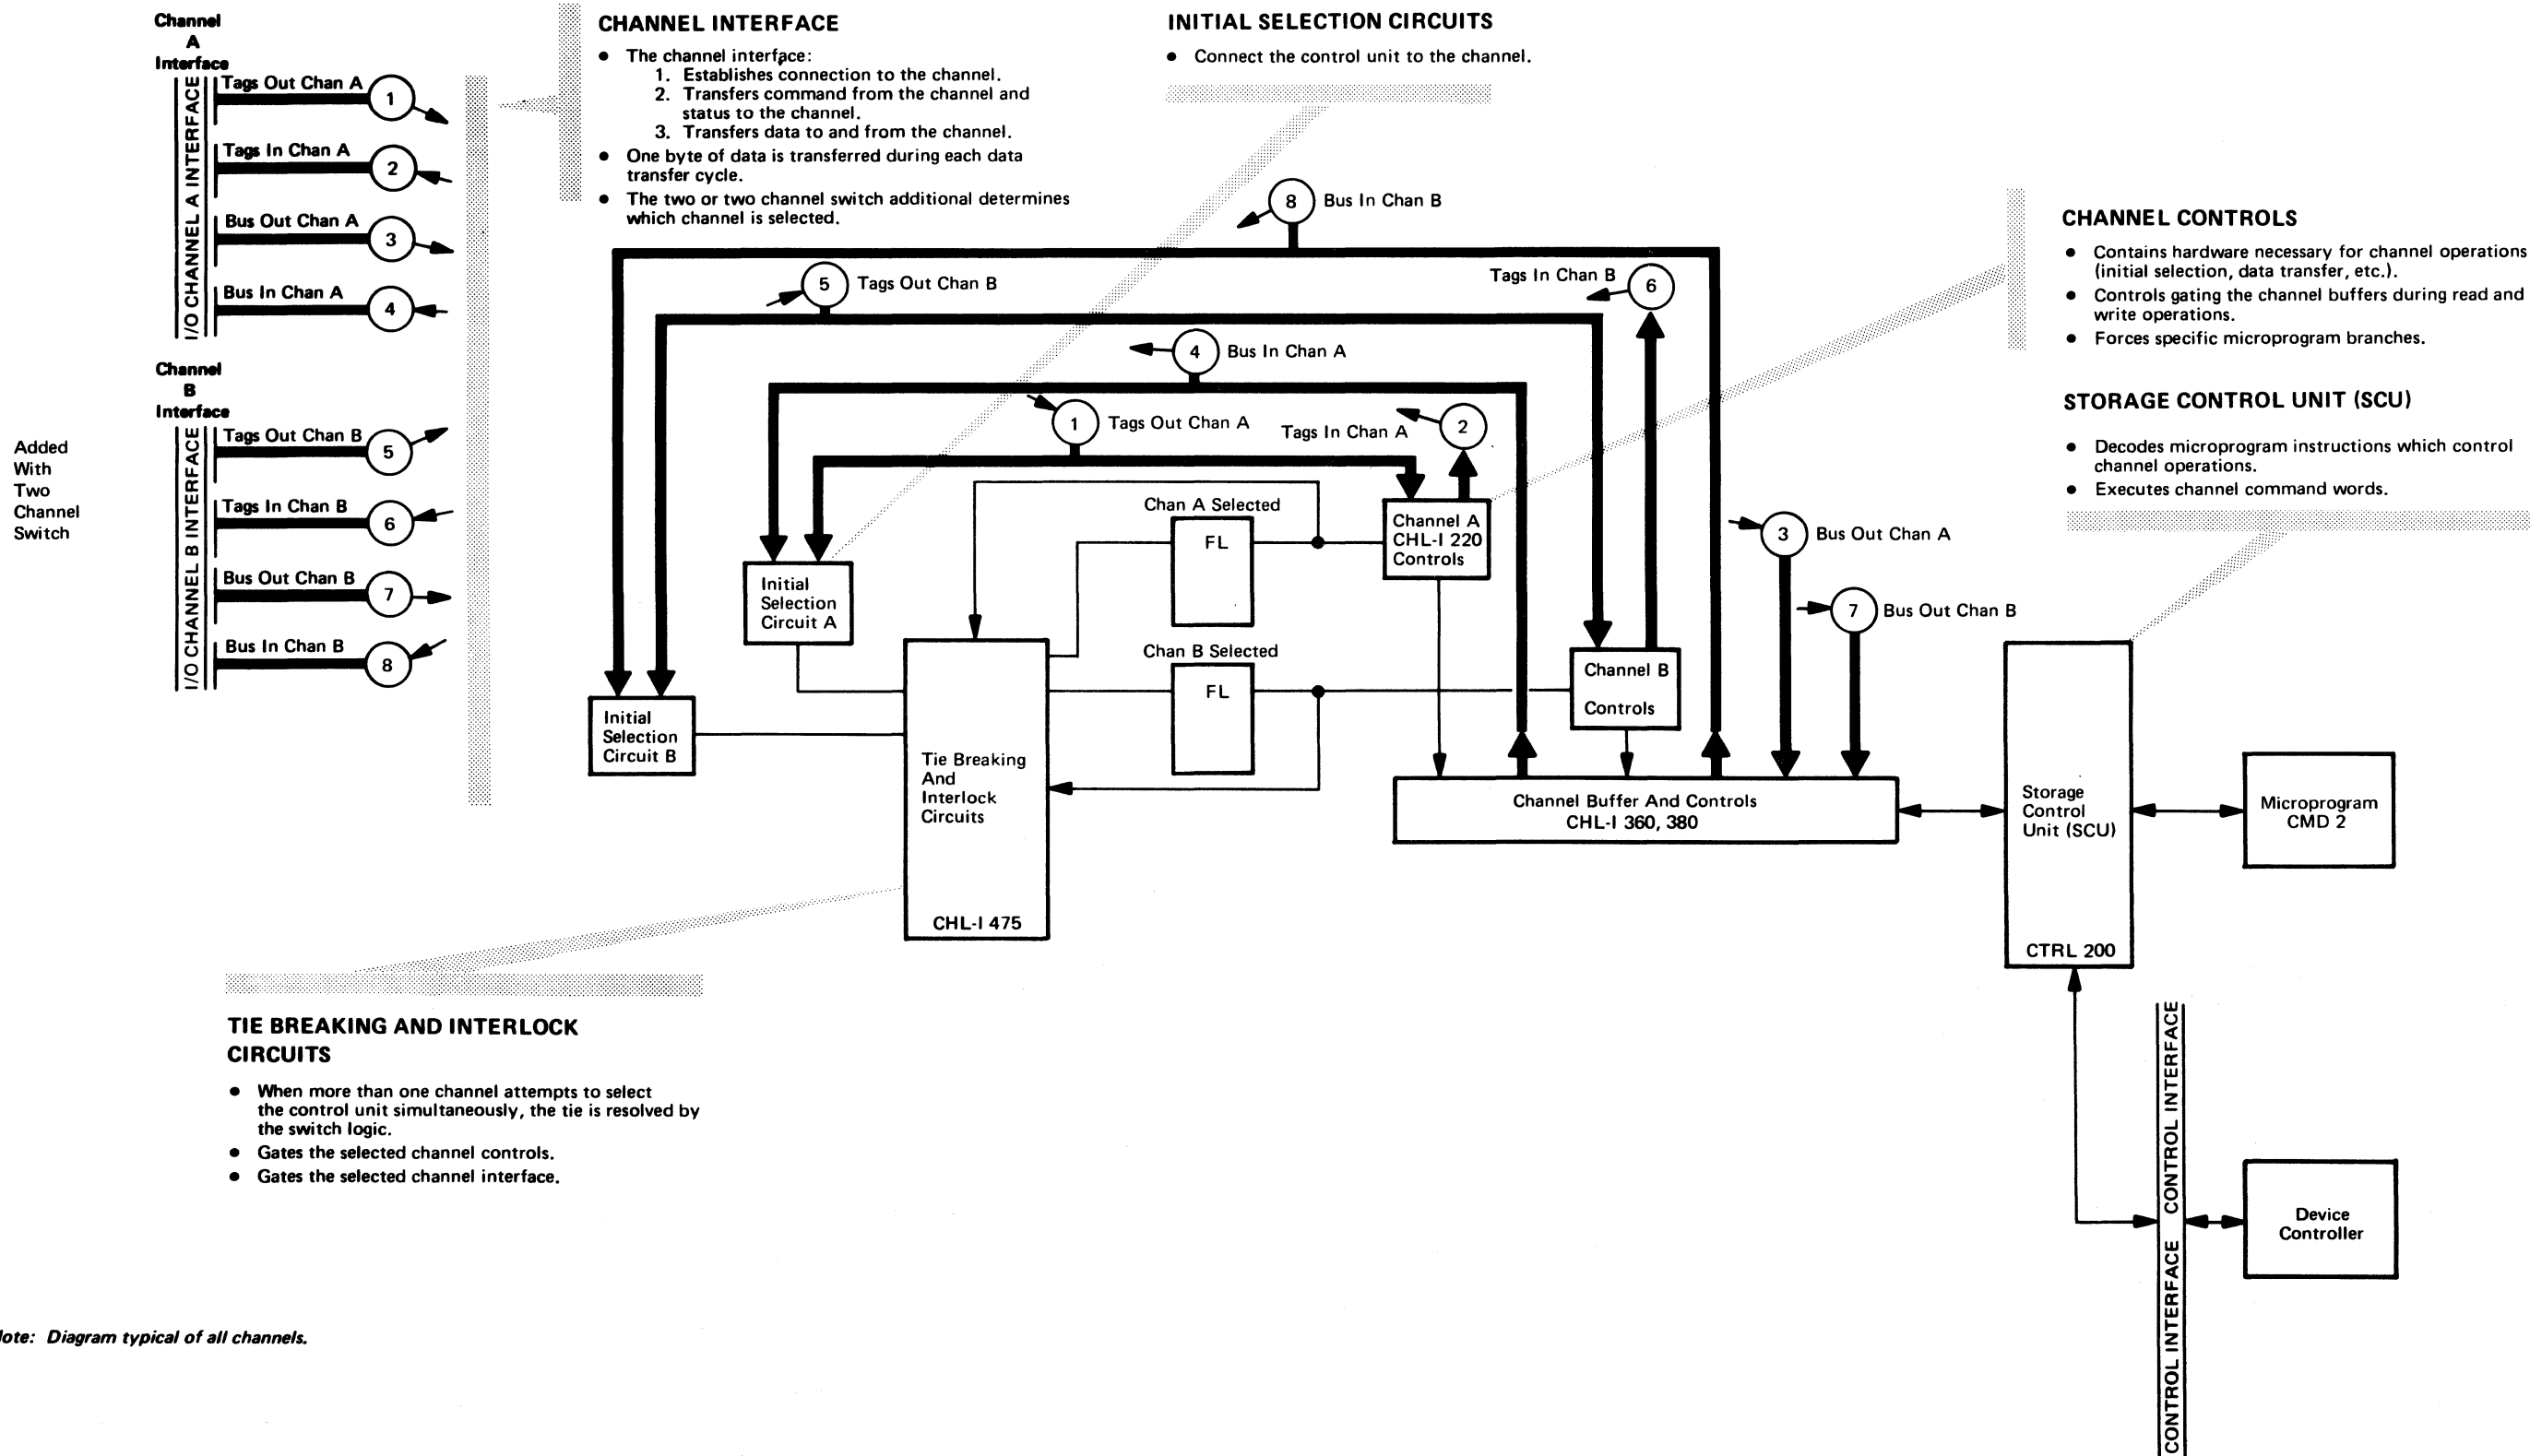 Channel
A
Interface
I/O CHANNEL A INTERFACE
Tags Out Chan A
1
Tags In Chan A
2
Bus Out Chan A
3
Bus In Chan A
4
Channel
B
Interface
Added
With
Two
Channel
Switch
I/O CHANNEL B INTERFACE
Tags Out Chan B
5
Tags In Chan B
6
Bus Out Chan B
7
Bus In Chan B
8
CHANNEL INTERFACE
● The channel interface:
1. Establishes connection to the channel.
2. Transfers command from the channel and
status to the channel.
3. Transfers data to and from the channel.
● One byte of data is transferred during each data
transfer cycle.
● The two or two channel switch additional determines
which channel is selected.
INITIAL SELECTION CIRCUITS
● Connect the control unit to the channel.
8 Bus In Chan B
5 Tags Out Chan B
Tags In Chan B 6
4 Bus In Chan A
1 Tags Out Chan A
Tags In Chan A 2
CHANNEL CONTROLS
● Contains hardware necessary for channel operations
(initial selection, data transfer, etc.).
● Controls gating the channel buffers during read and
write operations.
● Forces specific microprogram branches.
STORAGE CONTROL UNIT (SCU)
● Decodes microprogram instructions which control
channel operations.
● Executes channel command words.
Chan A Selected
FL
Channel A
CHL-I 220
Controls
3 Bus Out Chan A
7 Bus Out Chan B
Initial
Selection
Circuit A
Chan B Selected
FL
Channel B
Controls
Initial
Selection
Circuit B
Tie Breaking
And
Interlock
Circuits
CHL-I 475
Channel Buffer And Controls
CHL-I 360, 380
Storage
Control
Unit (SCU)
CTRL 200
Microprogram
CMD 2
TIE BREAKING AND INTERLOCK
CIRCUITS
● When more than one channel attempts to select
the control unit simultaneously, the tie is resolved by
the switch logic.
● Gates the selected channel controls.
● Gates the selected channel interface.
CONTROL INTERFACE
CONTROL INTERFACE
Device
Controller
lote: Diagram typical of all channels.